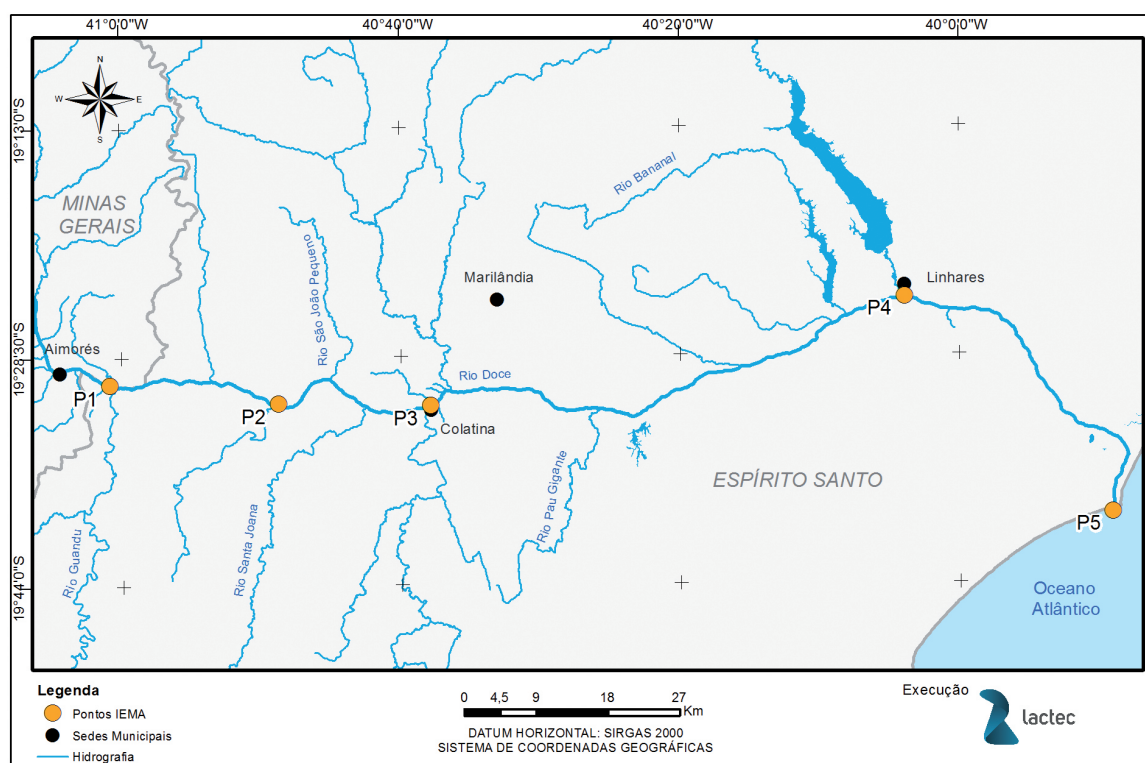 41°0'0"W
40°40'0"W
40°20'0"W
40°0'0"W
19°13'0"S
19°28'30"S
19°44'0"S
N
W
E
S
MINAS
GERAIS
Rio Bananal
Rio São João Pequeno
Marilândia
Linhares
P4
Aimorés
P1
P2
Rio Doce
P3
Colatina
ESPÍRITO SANTO
Rio Pau Gigante
Rio Santa Joana
Rio Guandu
P5
Oceano
Atlântico
Legenda
Pontos IEMA
Sedes Municipais
Hidrografia
0 4,5 9 18 27
Km
DATUM HORIZONTAL: SIRGAS 2000
SISTEMA DE COORDENADAS GEOGRÁFICAS
Execução
lactec